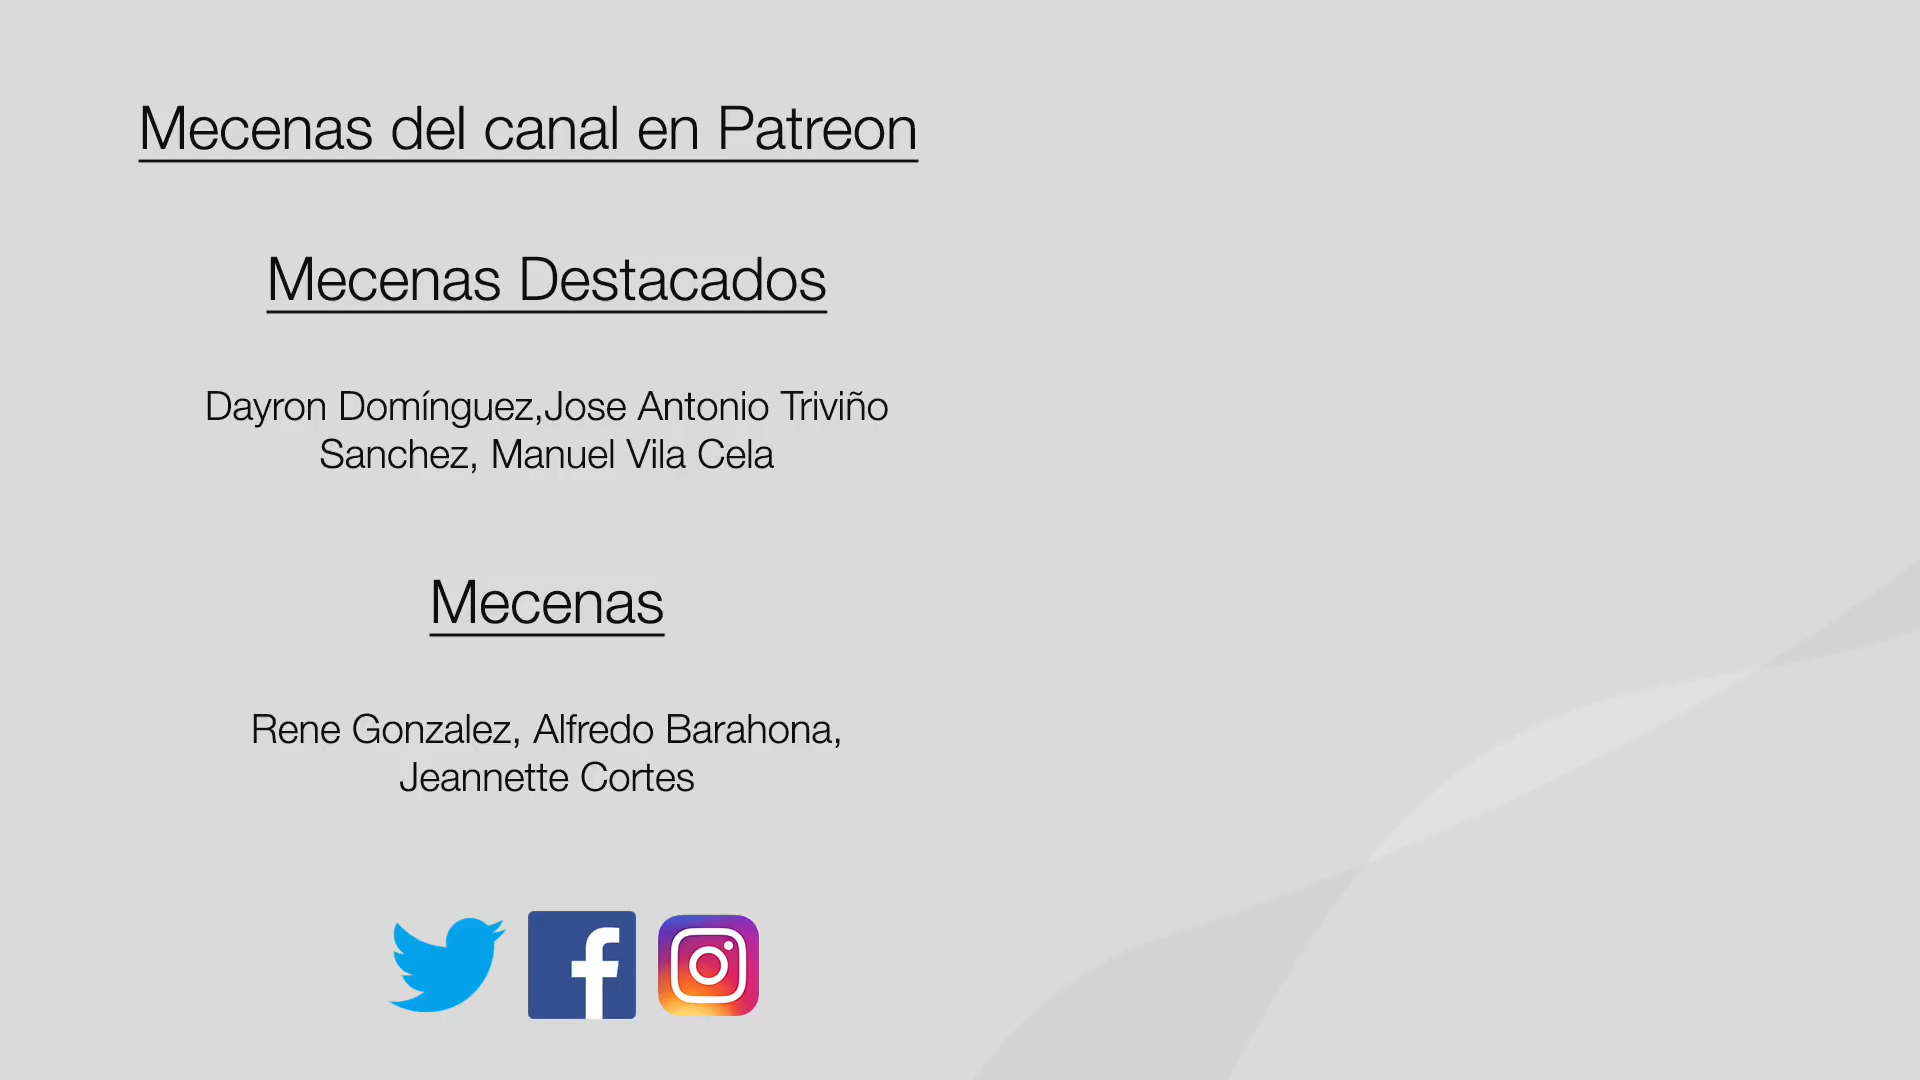 Mecenas del canal en Patreon
Mecenas Destacados
Dayron Domínguez,Jose Antonio Triviño
Sanchez, Manuel Vila Cela
Mecenas
Rene Gonzalez, Alfredo Barahona,
Jeannette Cortes